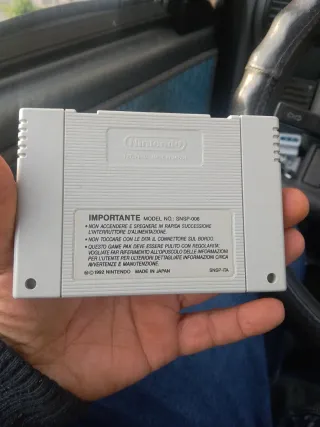 Nintendo
IMPORTANTE MODEL NO.: SNSP-006
• NON ACCENDERE E SPEGNERE IN RAPIDA SUCCESSIONE
L'INTERRUTTORE D'ALIMENTAZIONE.
• NON TOCCARE CON LE DITA IL CONNETTORE SUL BORDO.
• QUESTO GAME PAK DEVE ESSERE PULITO CON REGOLARITA'.
VOGLIATE FAR RIFERIMENTO ALL'OPUSCOLO DELLE INFORMAZIONI
PER L'UTENTE PER ULTERIORI DETTAGLIATE INFORMAZIONI CIRCA
AVVERTENZE E MANUTENZIONE.
©1992 NINTENDO MADE IN JAPAN SNSP-ITA